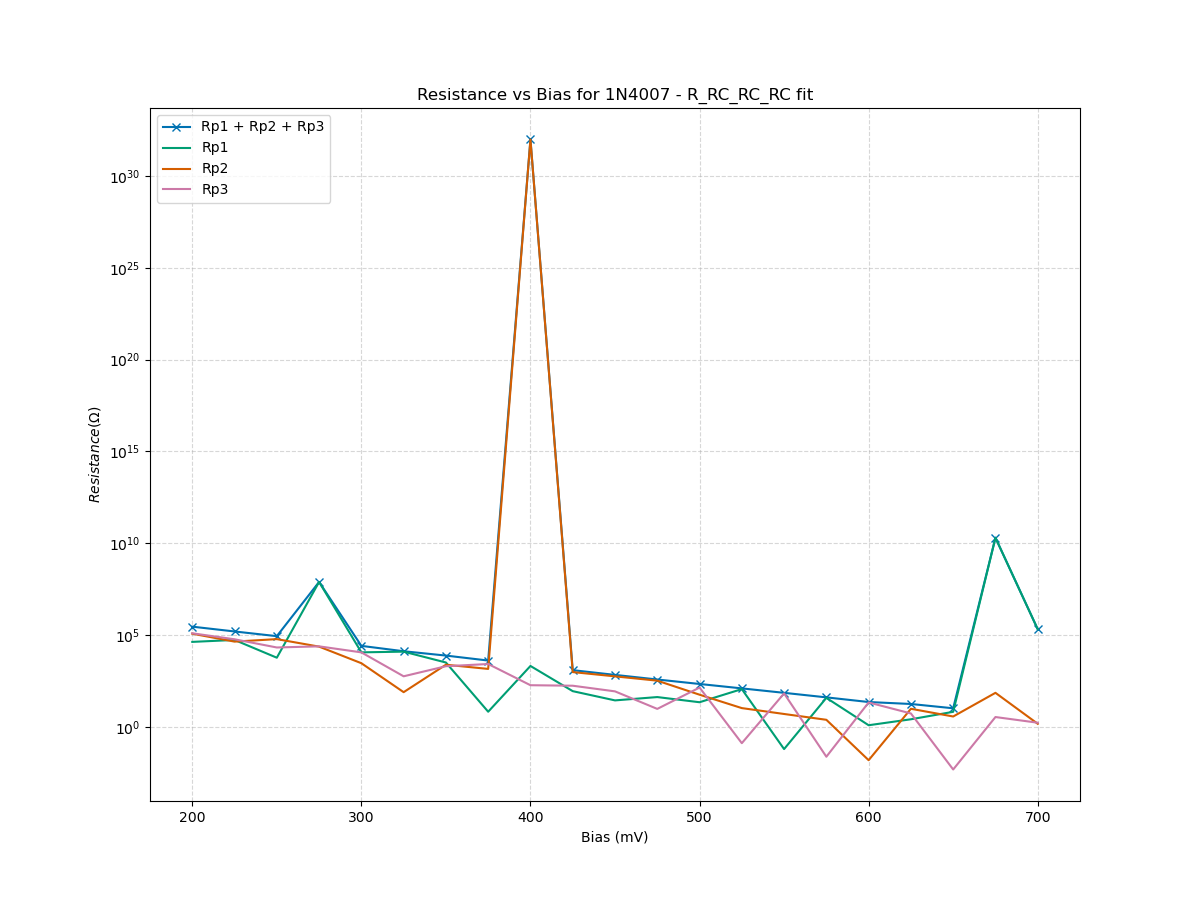 Resistance vs Bias for 1N4007 - R_RC_RC_RC fit
Rp1 + Rp2 + Rp3
Rp1
Rp2
Rp3
10^30
10^25
10^20
10^15
10^10
10^5
10^0
Resistance(Ω)
200 300 400 500 600 700
Bias (mV)